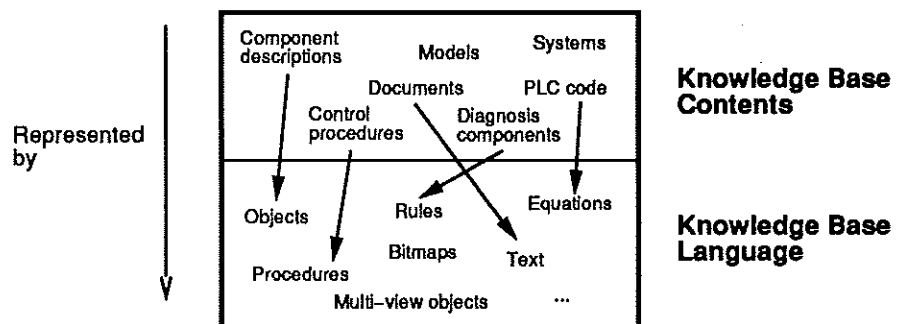 Component
descriptions
Models
Systems
Documents
PLC code
Control
procedures
Diagnosis
components
Knowledge Base
Contents
Represented
by
Objects
Rules
Equations
Bitmaps
Text
Procedures
Multi-view objects
...
Knowledge Base
Language